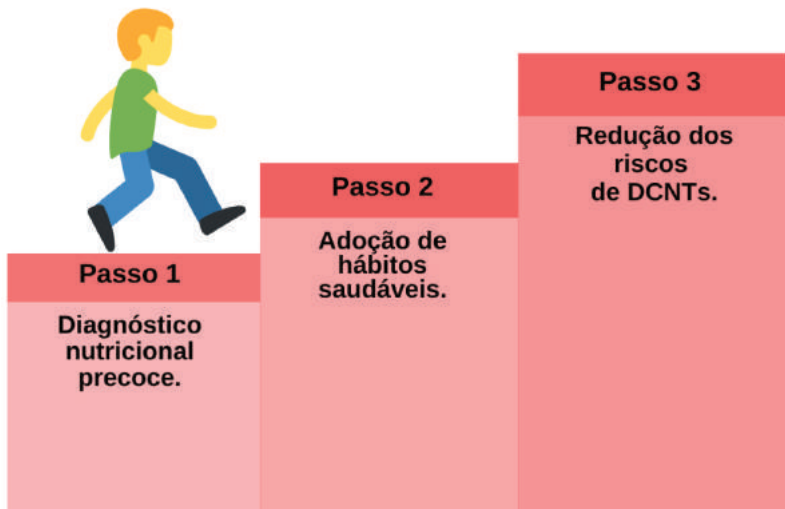 Passo 1
Diagnóstico
nutricional
precoce.
Passo 2
Adoção de
hábitos
saudáveis.
Passo 3
Redução dos
riscos
de DCNTs.